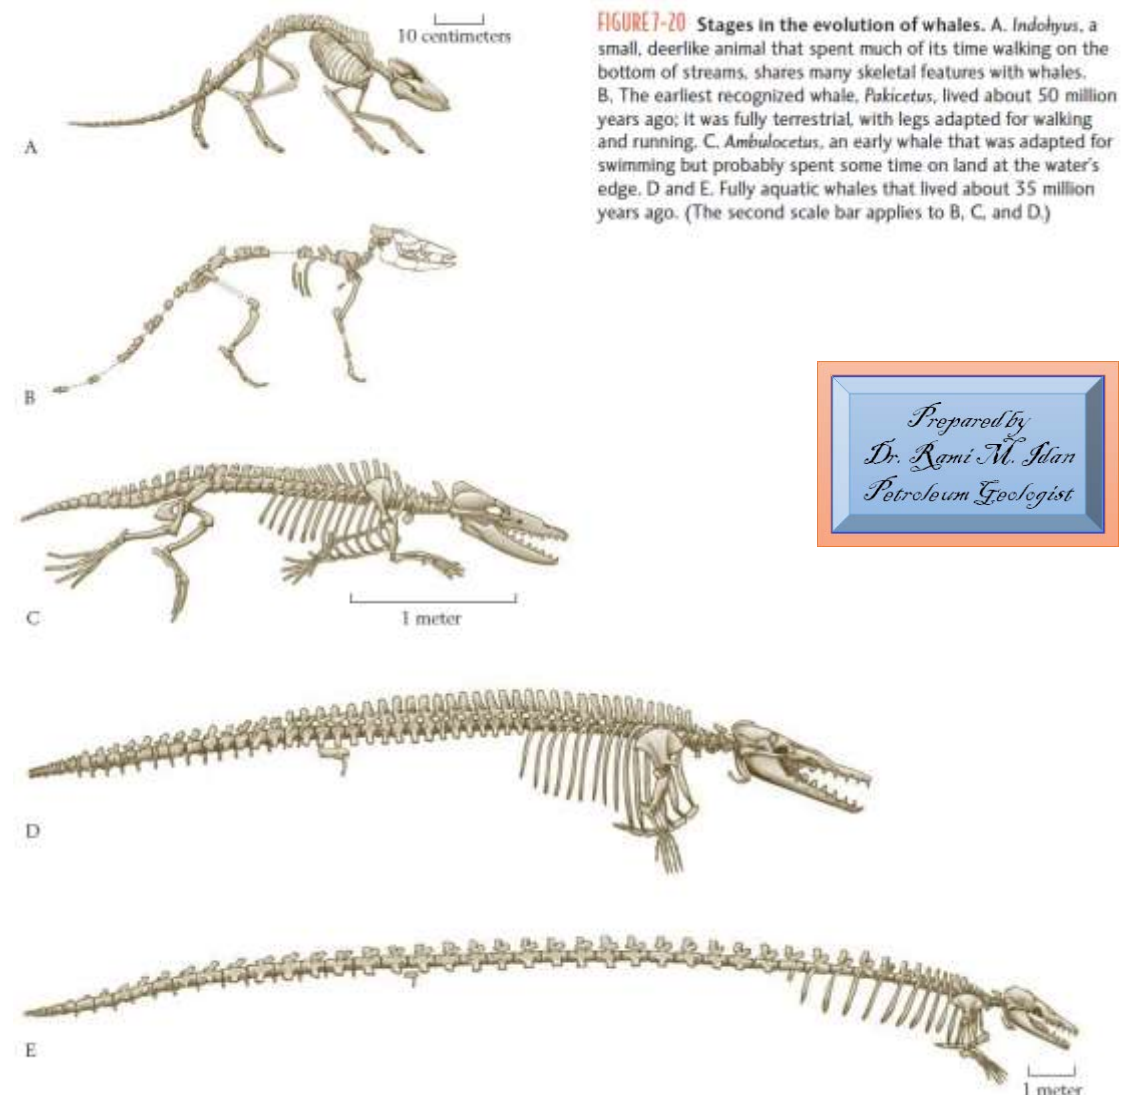 10 centimeters
A
FIGURE 7-20 Stages in the evolution of whales. A. Indohyus, a
small, deerlike animal that spent much of its time walking on the
bottom of streams, shares many skeletal features with whales.
B. The earliest recognized whale, Pakicetus, lived about 50 million
years ago; it was fully terrestrial, with legs adapted for walking
and running. C. Ambulocetus, an early whale that was adapted for
swimming but probably spent some time on land at the water's
edge. D and E. Fully aquatic whales that lived about 35 million
years ago. (The second scale bar applies to B, C, and D.)
B
Prepared by
Dr. Rami M. Idan
Petroleum Geologist
C
1 meter
D
E
1 meter